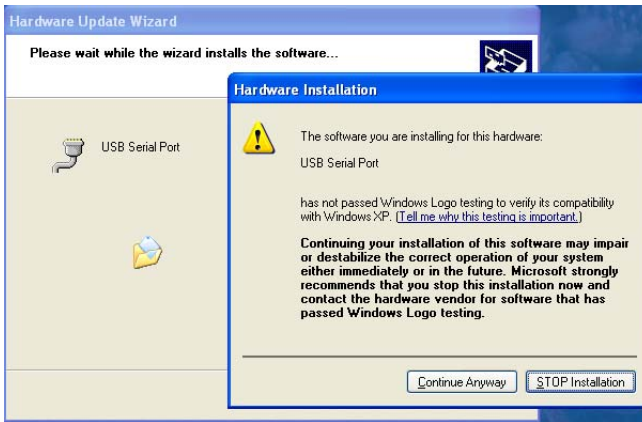 Hardware Update Wizard
Please wait while the wizard installs the software...
USB Serial Port
Hardware Installation
The software you are installing for this hardware:
USB Serial Port
has not passed Windows Logo testing to verify its compatibility
with Windows XP. (Tell me why this testing is important.)
Continuing your installation of this software may impair
or destabilize the correct operation of your system
either immediately or in the future. Microsoft strongly
recommends that you stop this installation now and
contact the hardware vendor for software that has
passed Windows Logo testing.
Continue Anyway
STOP Installation